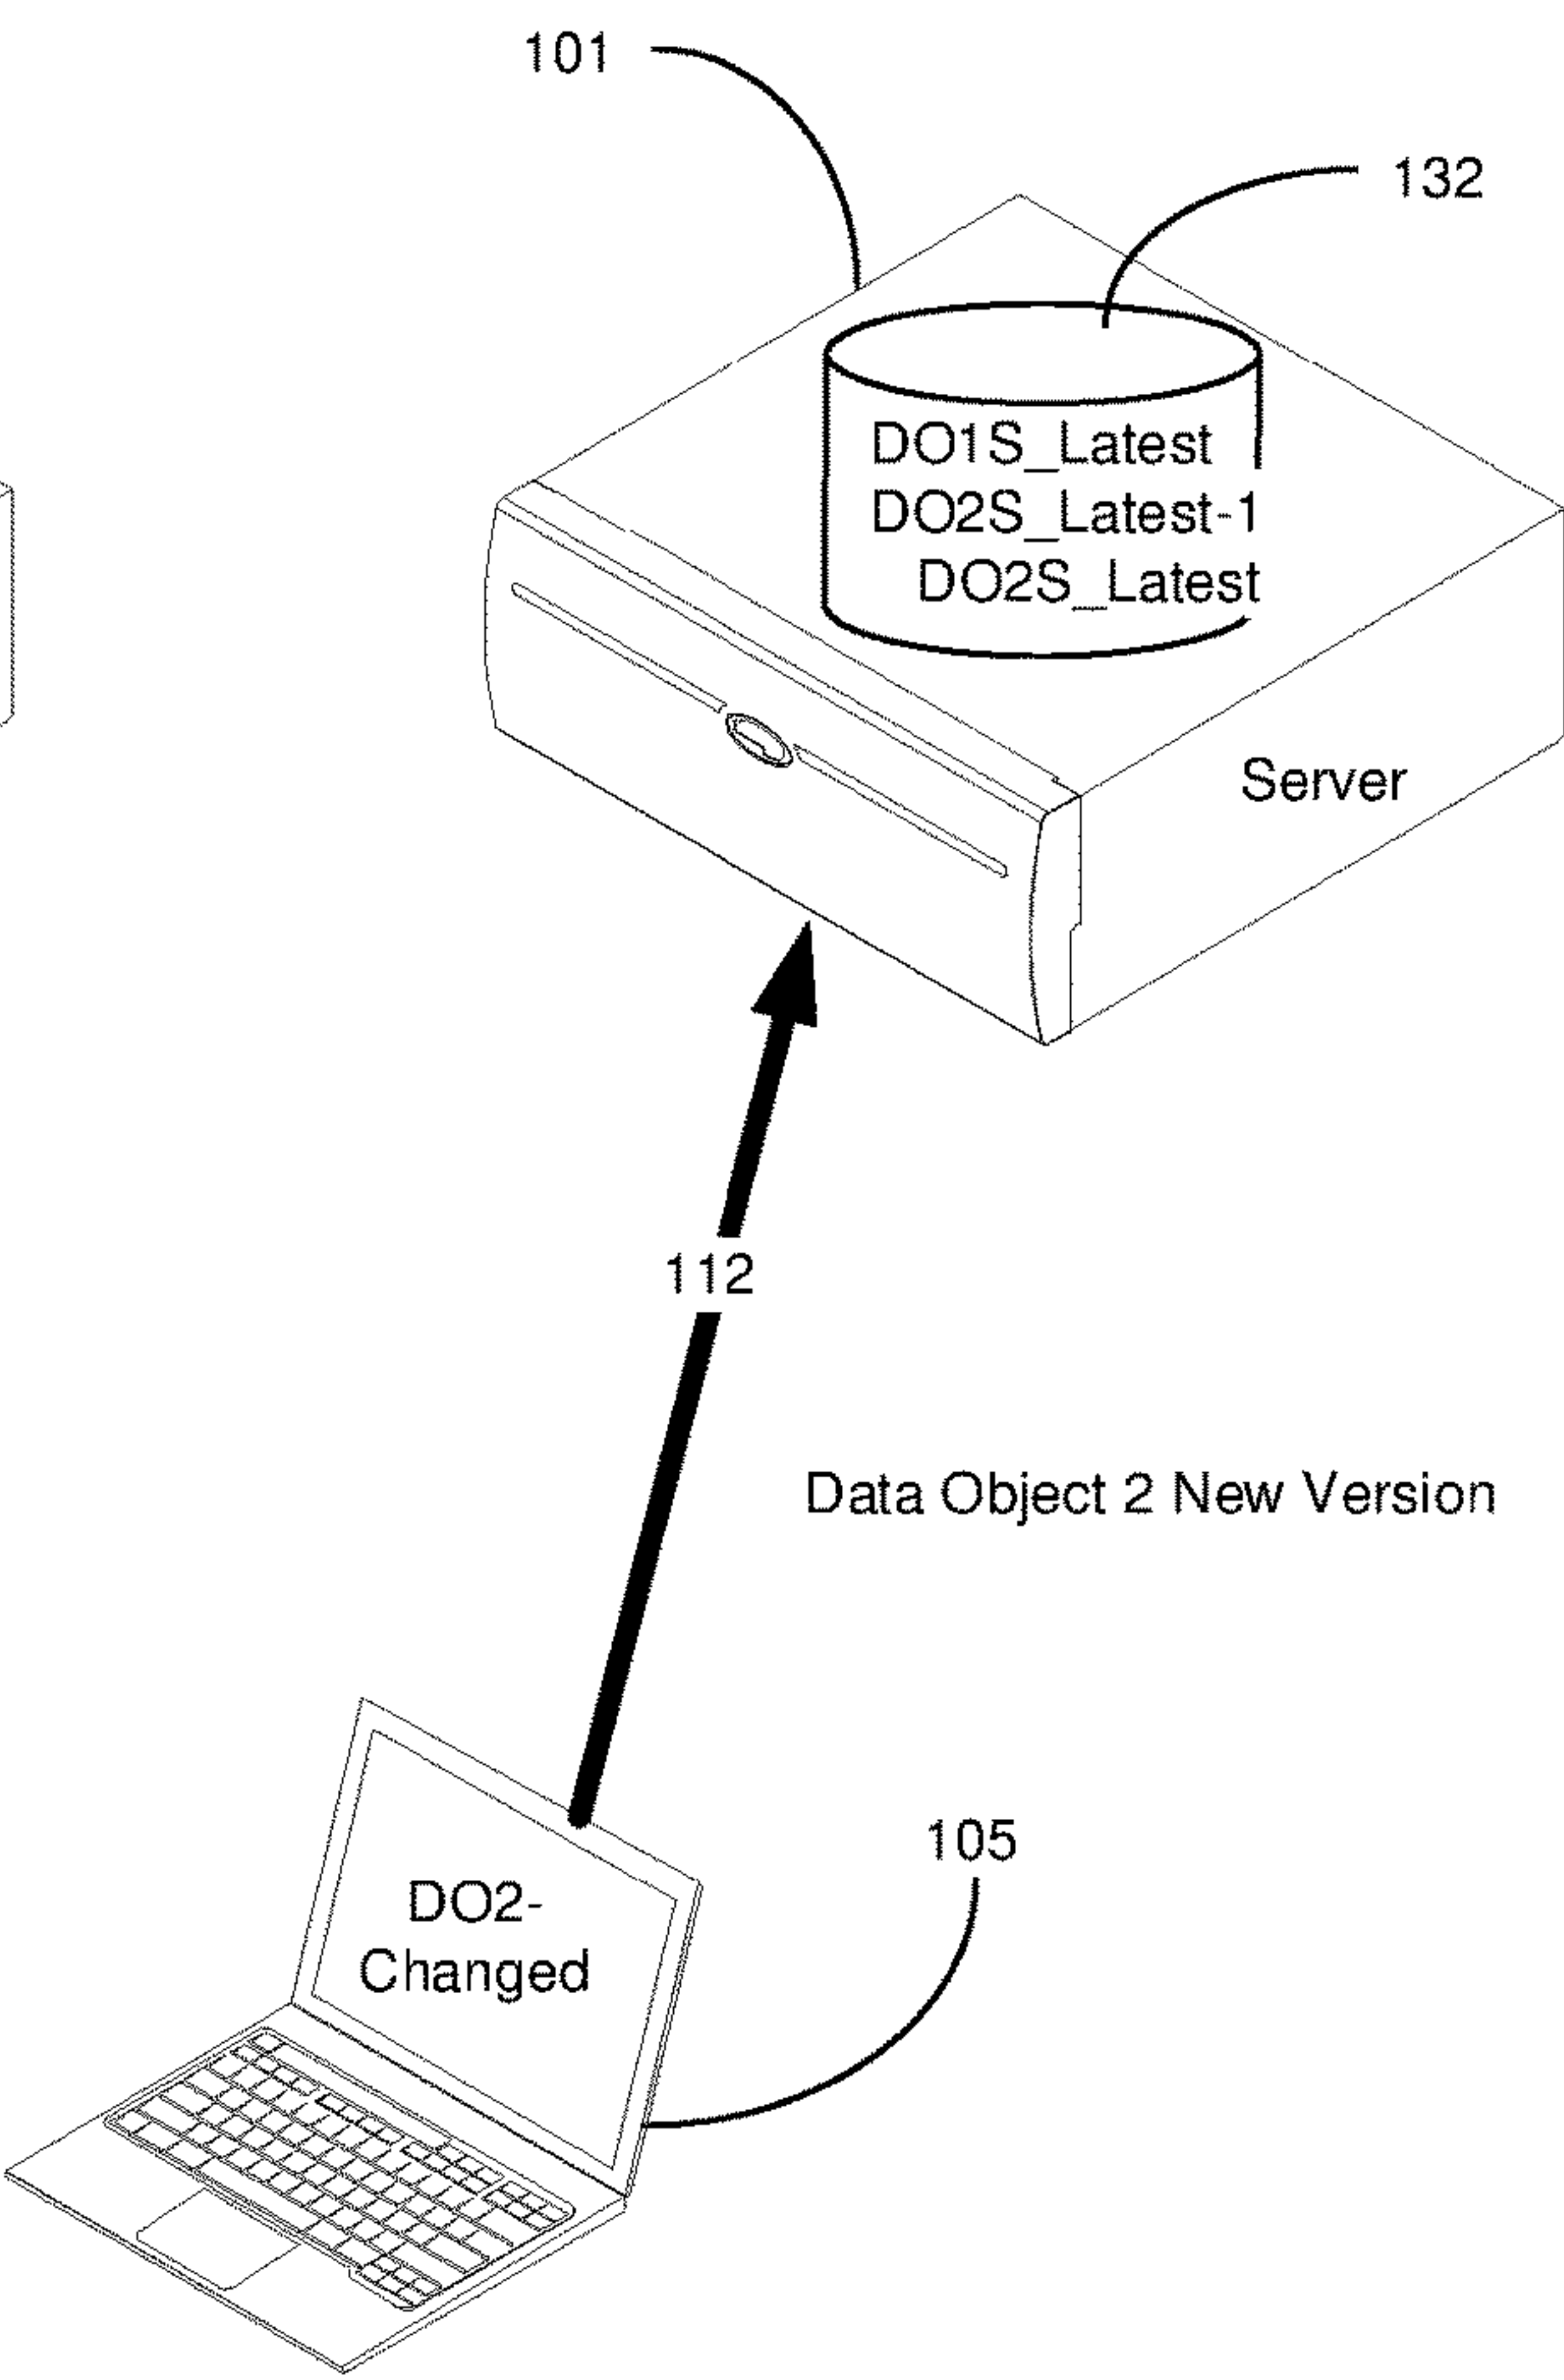 101
132
DO1S_Latest
DO2S_Latest-1
DO2S_Latest
Server
112
Data Object 2 New Version
105
DO2-
Changed